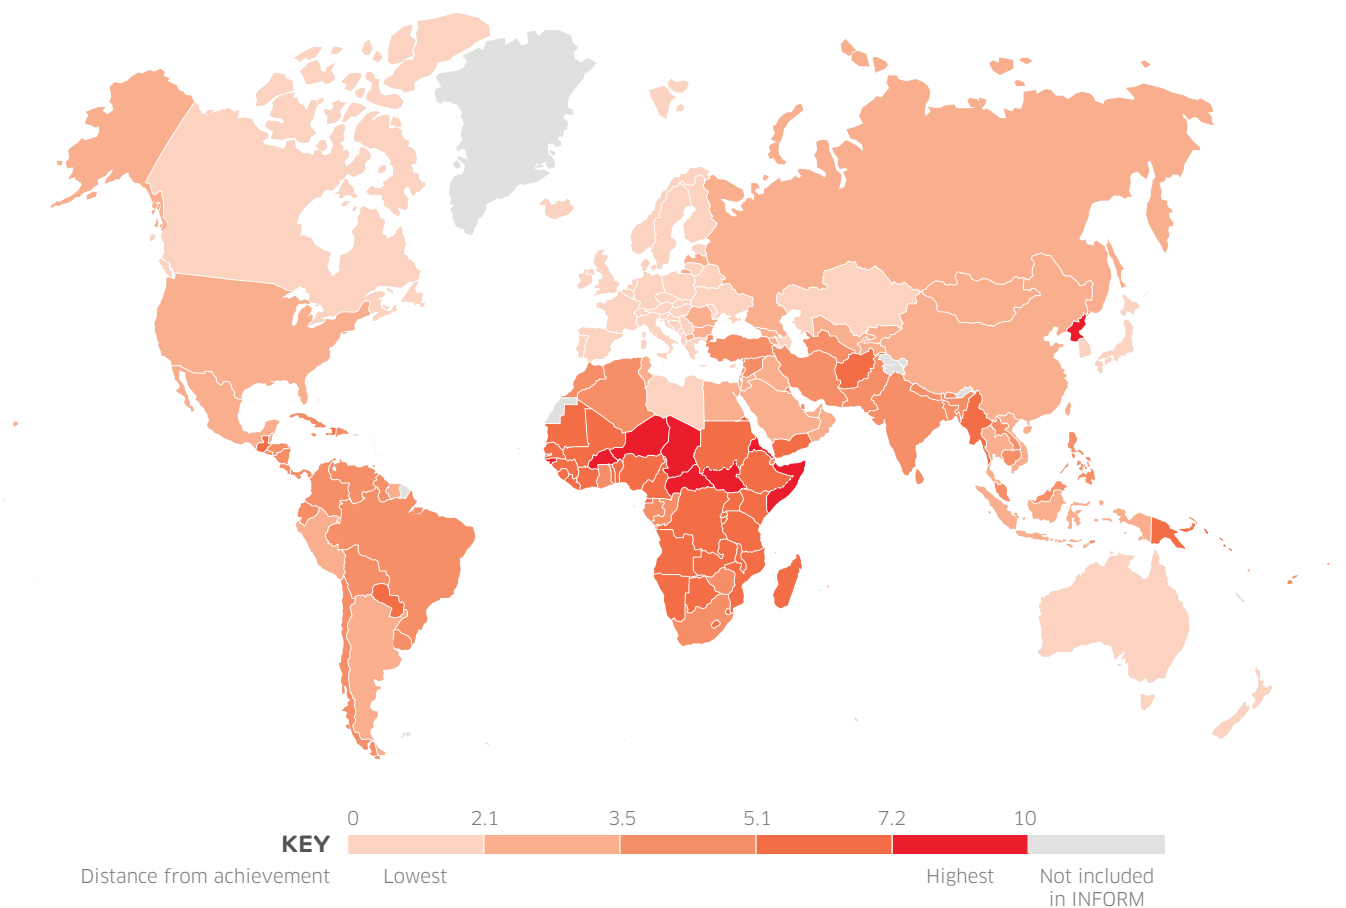 0 2.1 3.5 5.1 7.2 10
KEY
Distance from achievement Lowest Highest Not included
in INFORM